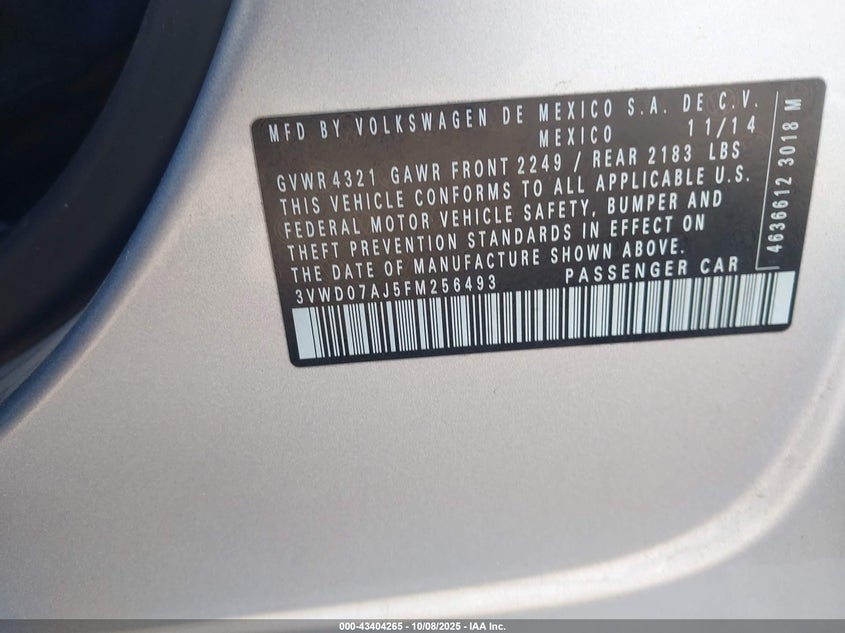 MFD BY VOLKSWAGEN DE MEXICO S.A. DE C.V.
MEXICO 11/14
GVWR 4321 GAWR FRONT 2249 / REAR 2183 LBS
THIS VEHICLE CONFORMS TO ALL APPLICABLE U.S.
FEDERAL MOTOR VEHICLE SAFETY, BUMPER AND
THEFT PREVENTION STANDARDS IN EFFECT ON
THE DATE OF MANUFACTURE SHOWN ABOVE.
3VWD07AJ5FM256493 PASSENGER CAR
4636612 3018 M
000-43404265 - 10/08/2025 - IAA Inc.